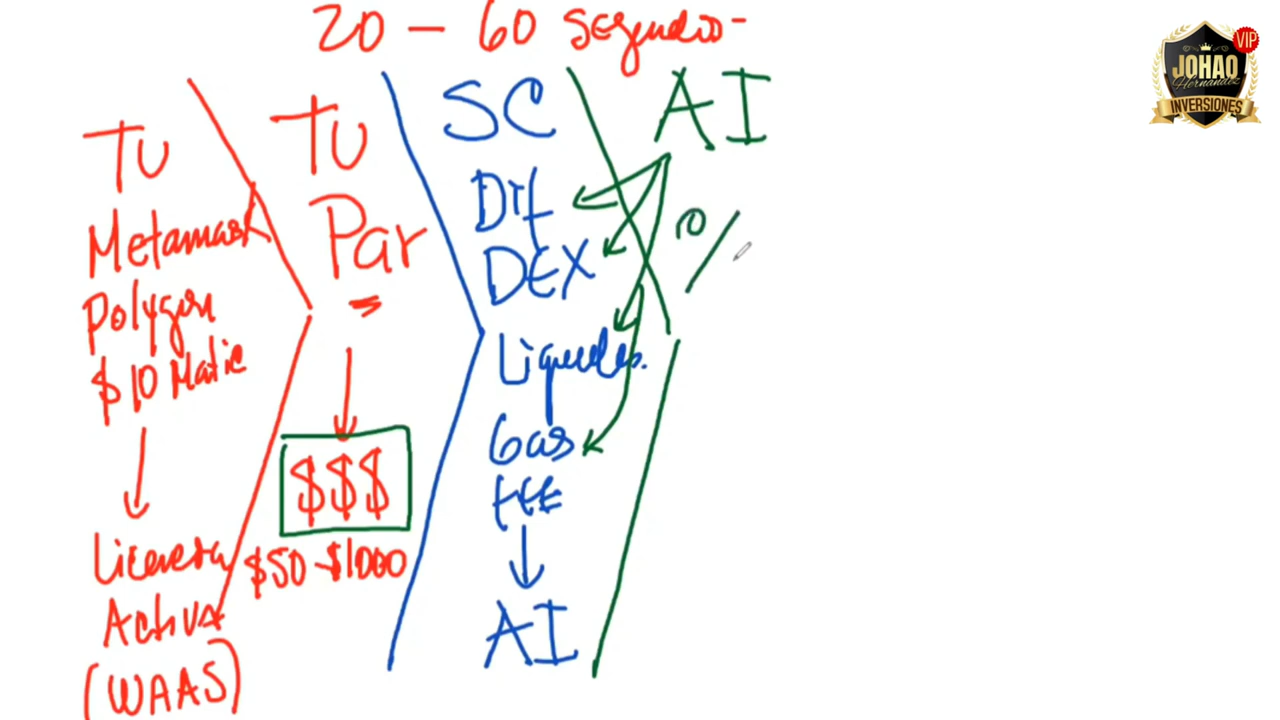 20 - 60 Segundos
TU
Metamask
Polygon
$10 Matic
Licencia
Activa
(WAAS)
TU
Par
$$$
$50 - $1000
SC
DEX
Gas
FEE
AI
AI
%
JOHAO
Hernandez
INVERSIONES
VIP